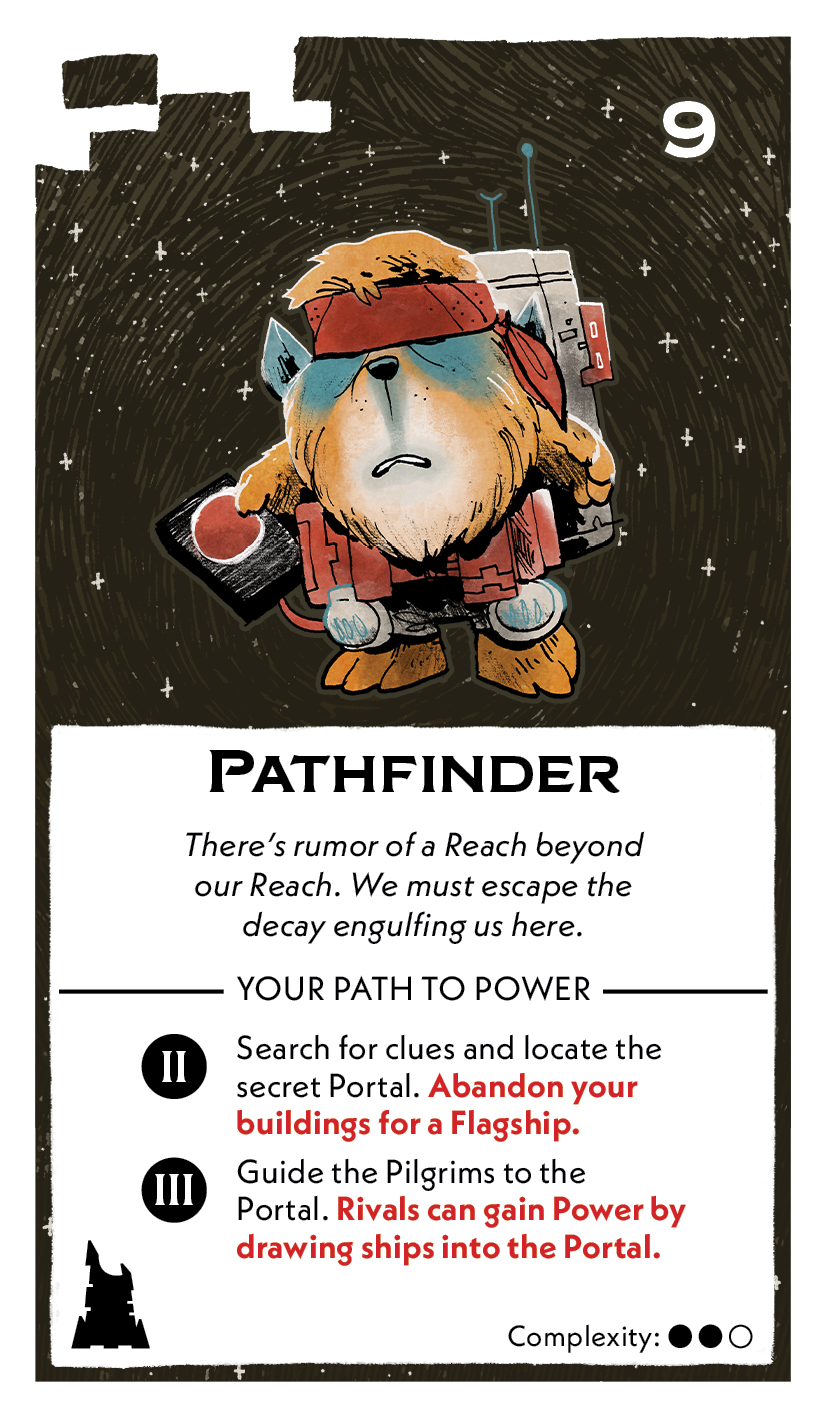 9
PATHFINDER
There's rumor of a Reach beyond
our Reach. We must escape the
decay engulfing us here.
YOUR PATH TO POWER
II
Search for clues and locate the
secret Portal. Abandon your
buildings for a Flagship.
III
Guide the Pilgrims to the
Portal. Rivals can gain Power by
drawing ships into the Portal.
Complexity: